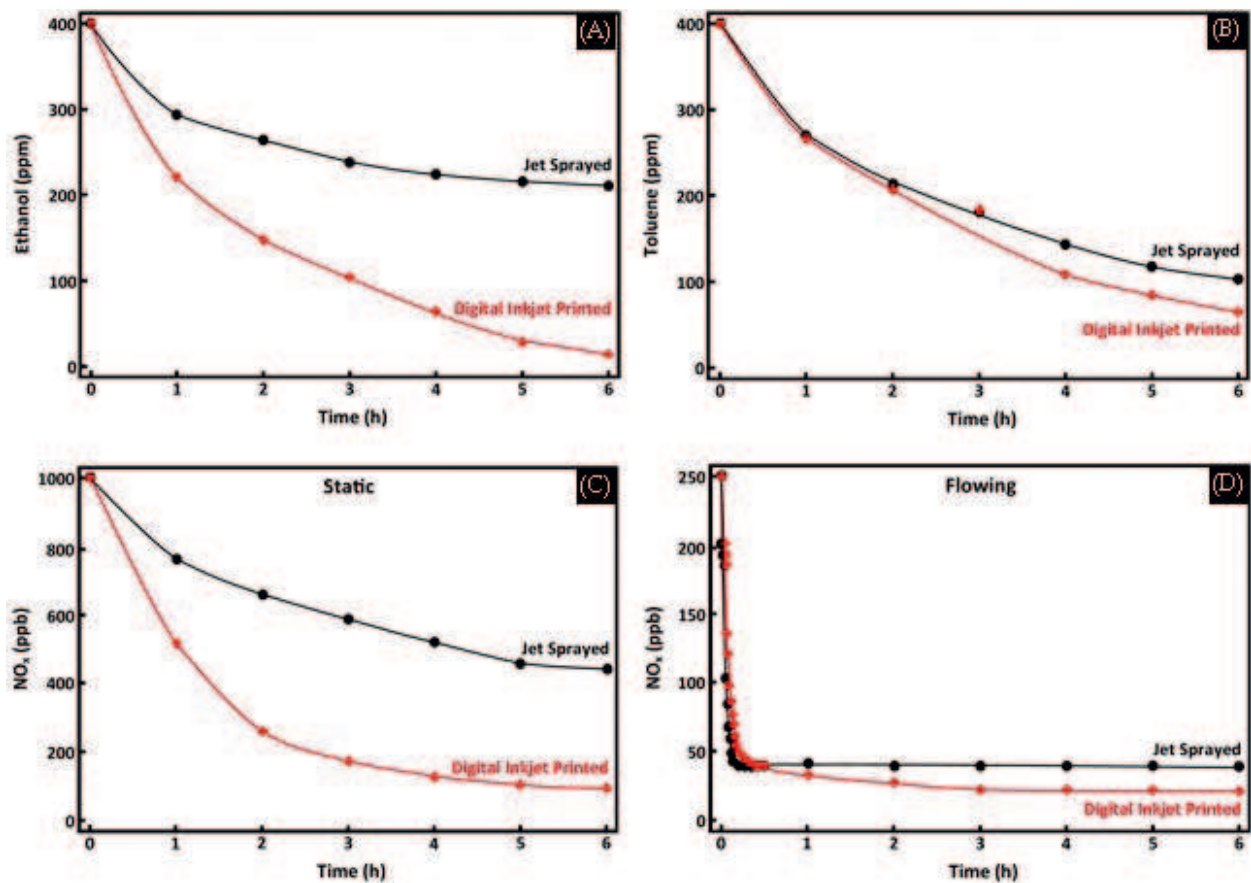 (A)
400
300
200
100
0
Ethanol (ppm)
Jet Sprayed
Digital Inkjet Printed
0 1 2 3 4 5 6
Time (h)
(B)
400
300
200
100
0
Toluene (ppm)
Jet Sprayed
Digital Inkjet Printed
0 1 2 3 4 5 6
Time (h)
Static
(C)
1000
800
600
400
200
0
NOx (ppb)
Jet Sprayed
Digital Inkjet Printed
0 1 2 3 4 5 6
Time (h)
Flowing
(D)
250
200
150
100
50
0
NOx (ppb)
Jet Sprayed
Digital Inkjet Printed
0 1 2 3 4 5 6
Time (h)